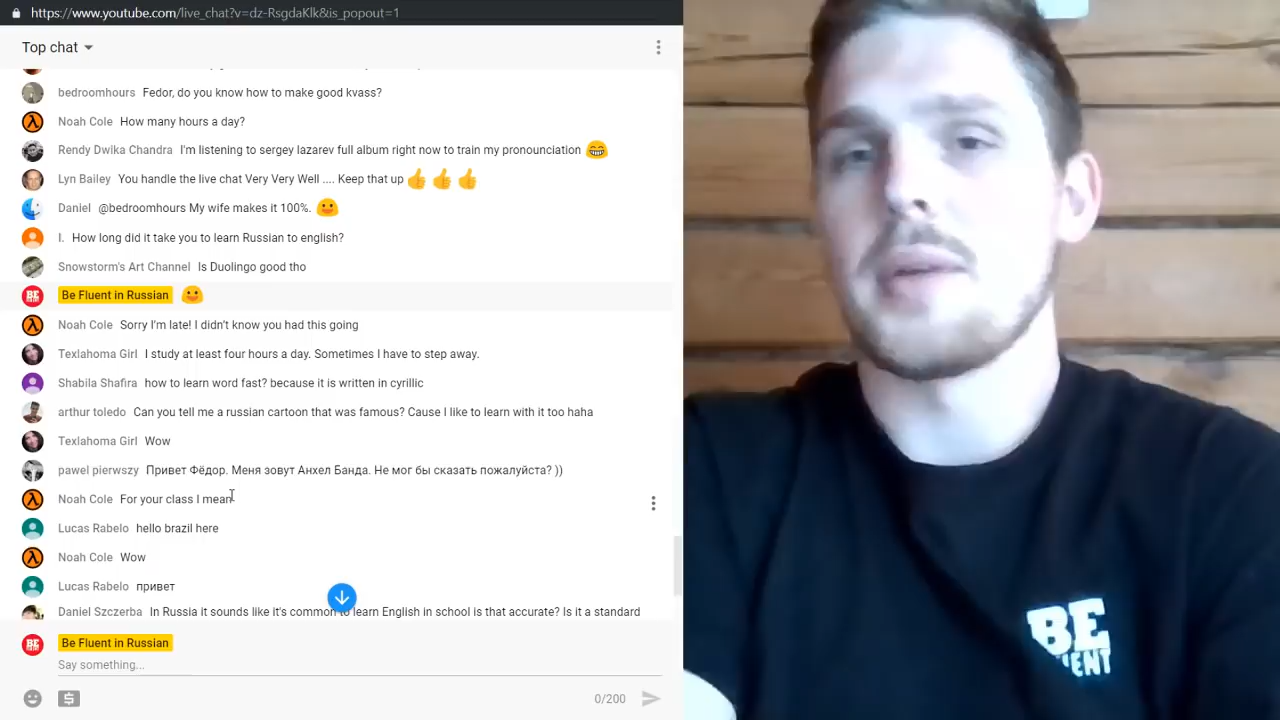 https://www.youtube.com/live_chat?v=dz-RsgdaKlk&is_popout=1
Top chat
bedroomhours Fedor, do you know how to make good kvass?
Noah Cole How many hours a day?
Rendy Dwika Chandra I'm listening to sergey lazarev full album right now to train my pronounciation
Lyn Bailey You handle the live chat Very Very Well .... Keep that up
Daniel @bedroomhours My wife makes it 100%.
I. How long did it take you to learn Russian to english?
Snowstorm's Art Channel Is Duolingo good tho
Be Fluent in Russian
Noah Cole Sorry I'm late! I didn't know you had this going
Texlahoma Girl I study at least four hours a day. Sometimes I have to step away.
Shabila Shafira how to learn word fast? because it is written in cyrillic
arthur toledo Can you tell me a russian cartoon that was famous? Cause I like to learn with it too haha
Texlahoma Girl Wow
pawel pierwszy Привет Фёдор. Меня зовут Анхел Банда. Не мог бы сказать пожалуйста? ))
Noah Cole For your class I mean
Lucas Rabelo hello brazil here
Noah Cole Wow
Lucas Rabelo привет
Daniel Szczerba In Russia it sounds like it's common to learn English in school is that accurate? Is it a standard
Be Fluent in Russian
Say something...
0/200
BE